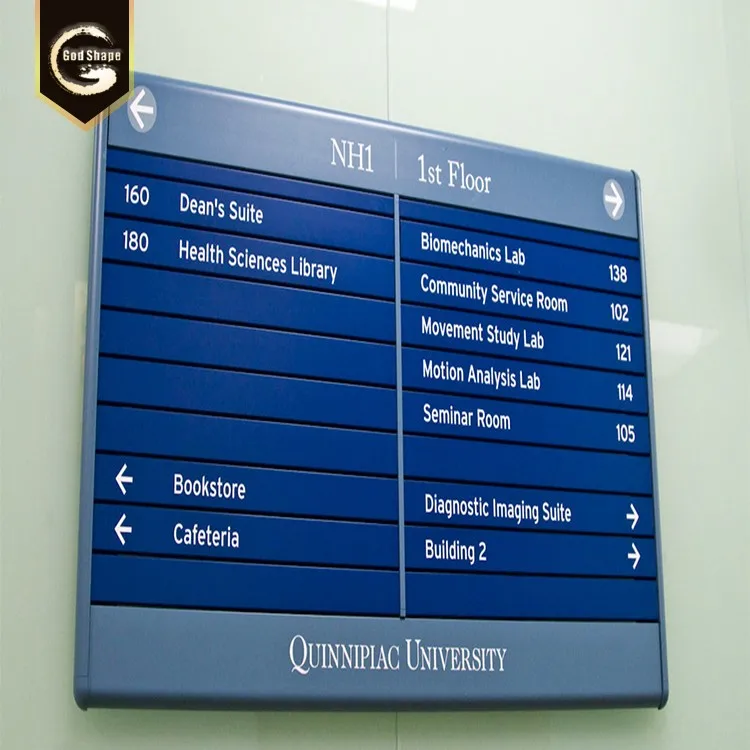 God Shape
NH1 | 1st Floor
160 Dean's Suite
180 Health Sciences Library
← Bookstore
← Cafeteria
Biomechanics Lab 138
Community Service Room 102
Movement Study Lab 121
Motion Analysis Lab 114
Seminar Room 105
Diagnostic Imaging Suite →
Building 2 →
QUINNIPIAC UNIVERSITY